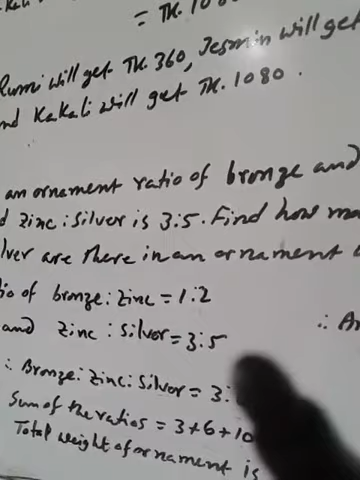 = TK. 10
Rumi will get TK. 360, Jesmin will get
nd Kakali will get TK. 1080.
an ornament ratio of bronze and
d zinc : silver is 3:5. Find how
lver are there in an ornament
io of bronze : zinc = 1:2
and zinc : silver = 3:5
∴ Bronze : zinc : silver = 3:
Sum of the ratios = 3+6+10
Total weight of ornament is